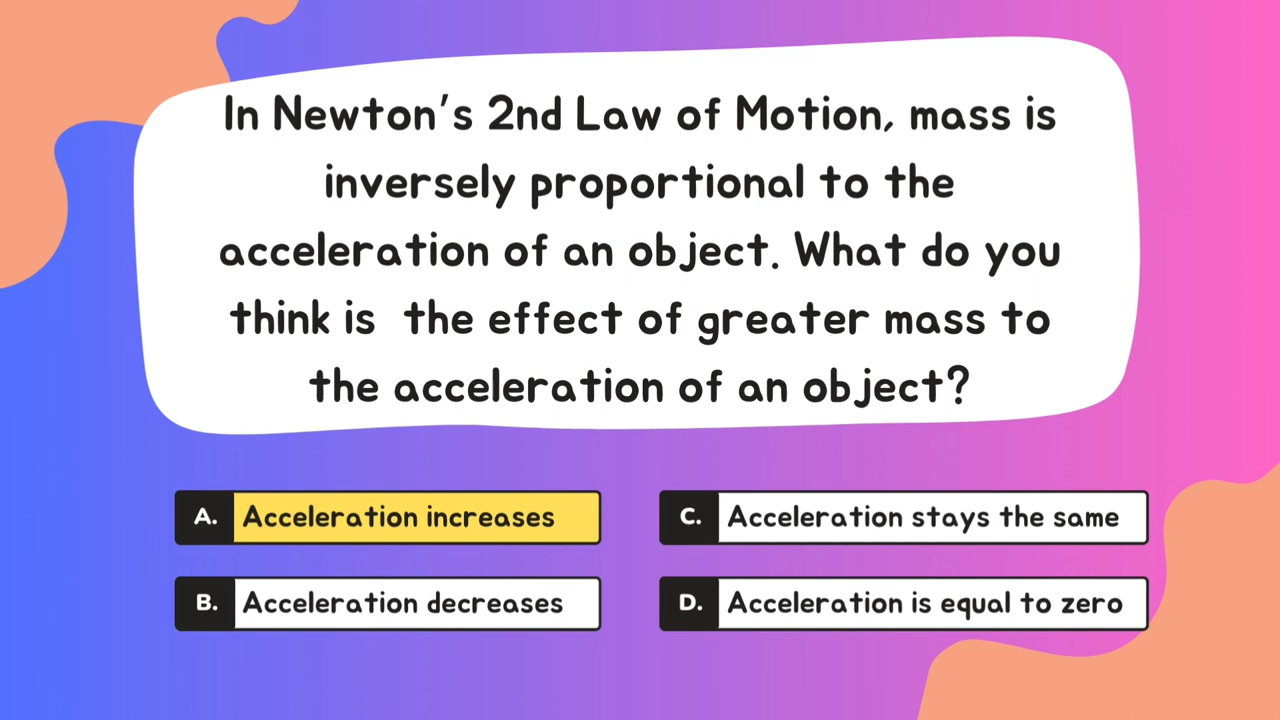 In Newton's 2nd Law of Motion, mass is
inversely proportional to the
acceleration of an object. What do you
think is the effect of greater mass to
the acceleration of an object?
A. Acceleration increases
C. Acceleration stays the same
B. Acceleration decreases
D. Acceleration is equal to zero